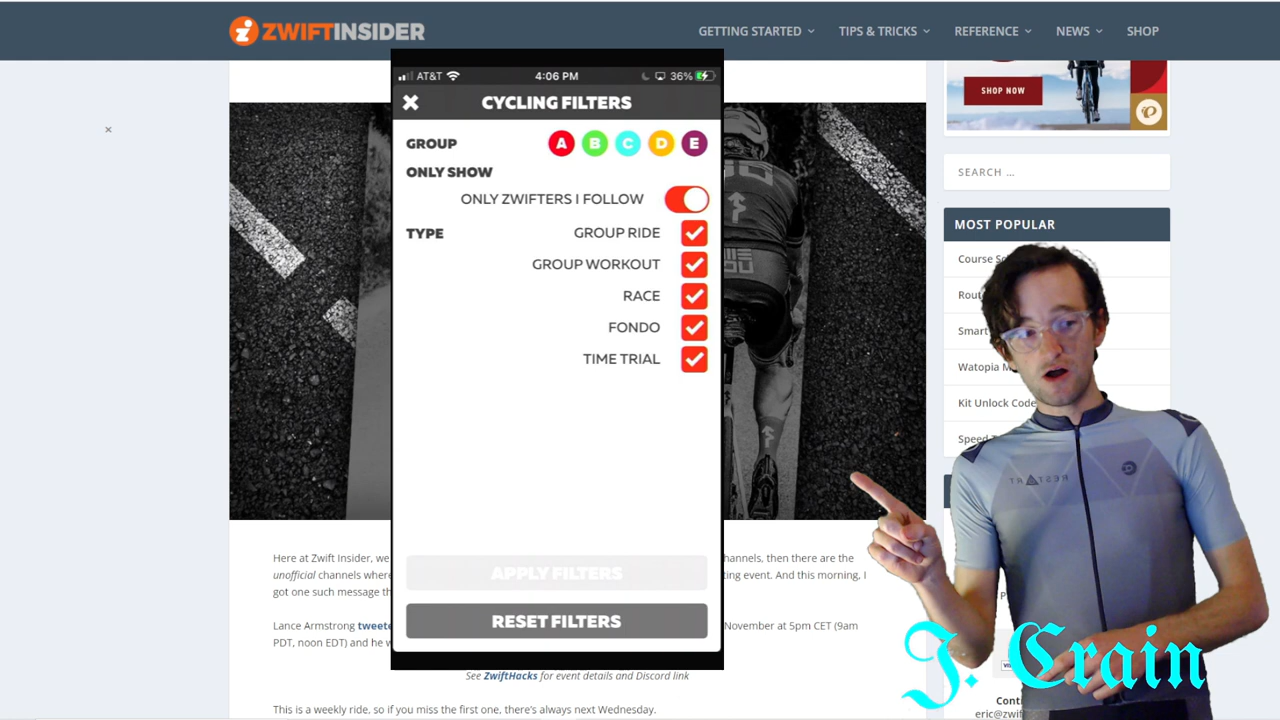 ZWIFTINSIDER
GETTING STARTED
TIPS & TRICKS
REFERENCE
NEWS
SHOP
AT&T
4:06 PM
36%
CYCLING FILTERS
GROUP
A B C D E
ONLY SHOW
ONLY ZWIFTERS I FOLLOW
TYPE
GROUP RIDE
GROUP WORKOUT
RACE
FONDO
TIME TRIAL
APPLY FILTERS
RESET FILTERS
SHOP NOW
SEARCH ...
MOST POPULAR
Course
Smart
Watopia
Kit Unlock Code
Speed
Here at Zwift Insider, we
unofficial channels where
got one such message
Lance Armstrong tweete
PDT, noon EDT) and he w
hannels, then there are the
ting event. And this morning, I
November at 5pm CET (9am
See ZwiftHacks for event details and Discord link
This is a weekly ride, so if you miss the first one, there's always next Wednesday.
RESTART
J. Crain
Conti
eric@zwif